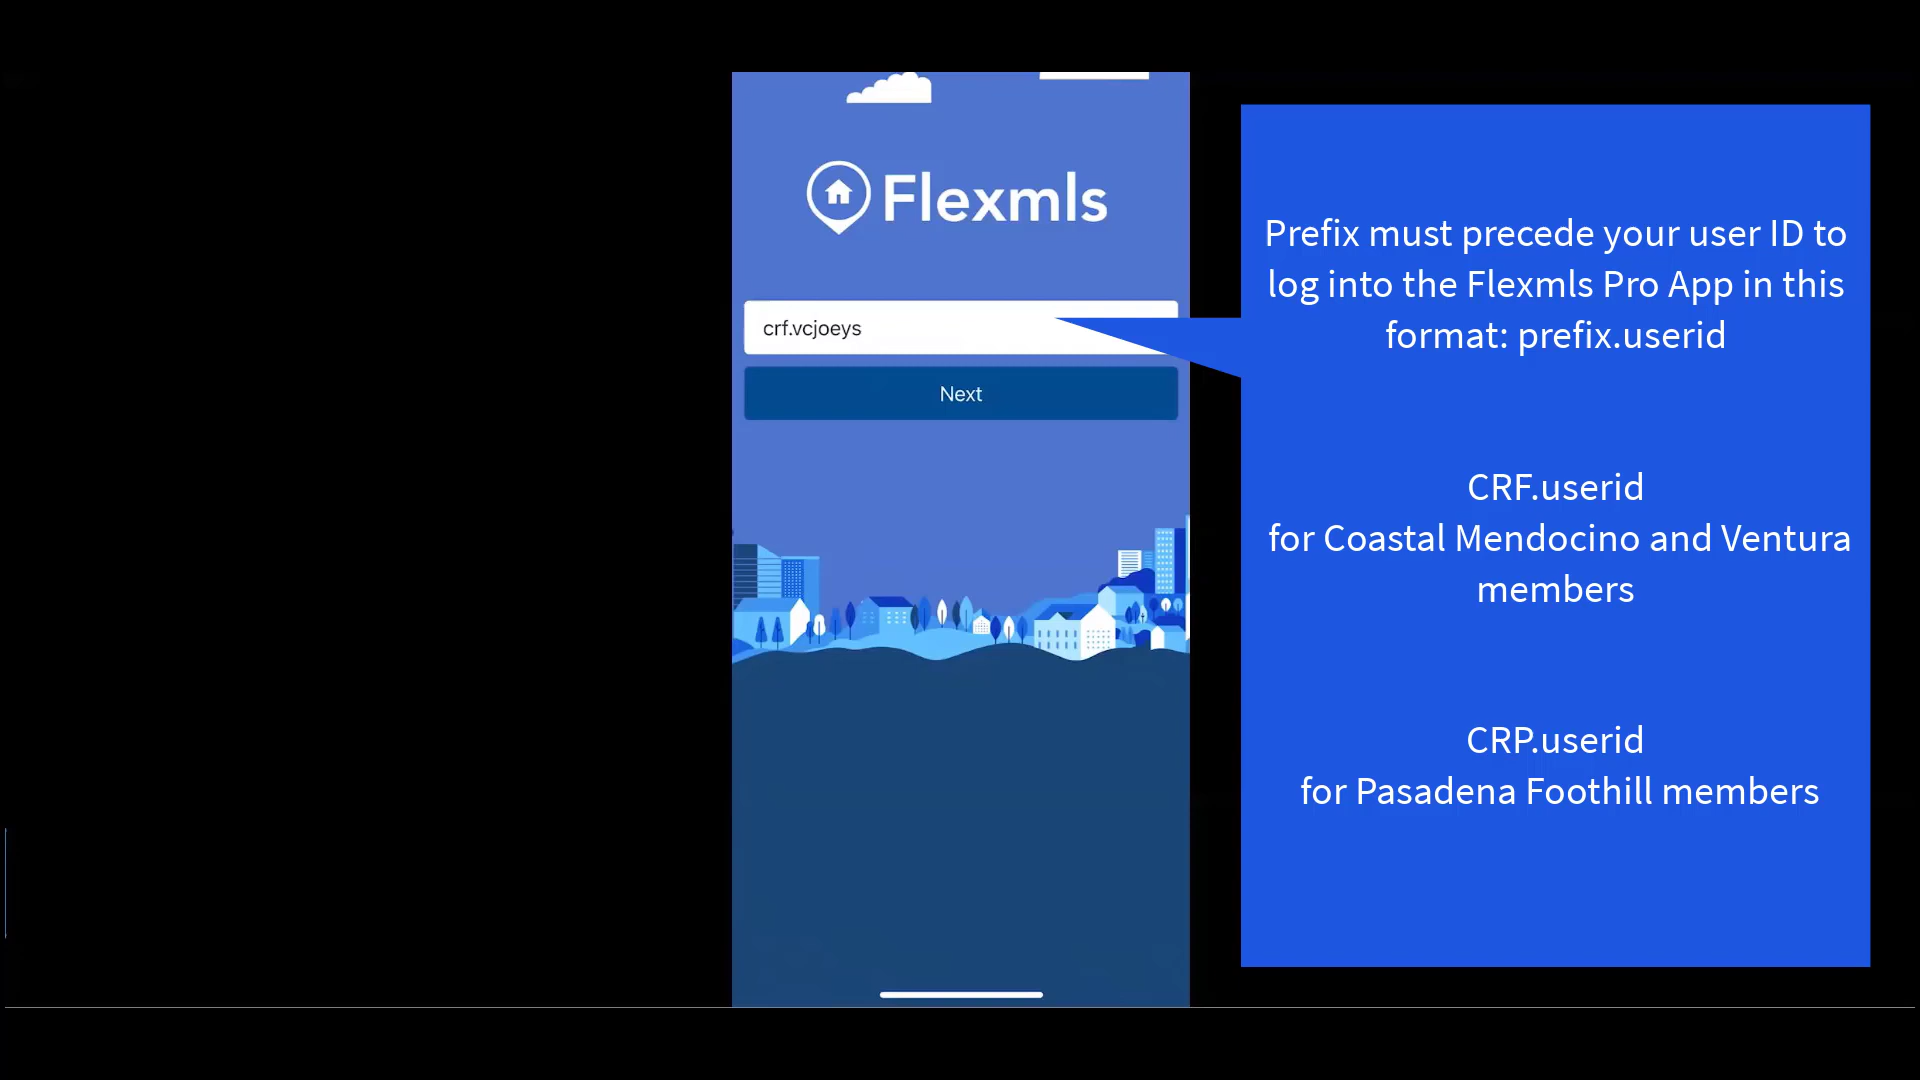 Flexmls
crf.vcjoeys
Next
Prefix must precede your user ID to
log into the Flexmls Pro App in this
format: prefix.userid
CRF.userid
for Coastal Mendocino and Ventura
members
CRP.userid
for Pasadena Foothill members